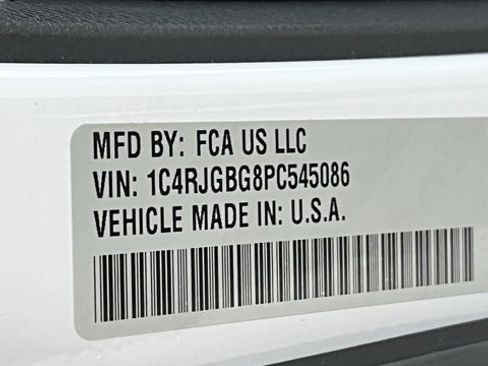 MFD BY: FCA US LLC
VIN: 1C4RJGBG8PC545086
VEHICLE MADE IN: U.S.A.